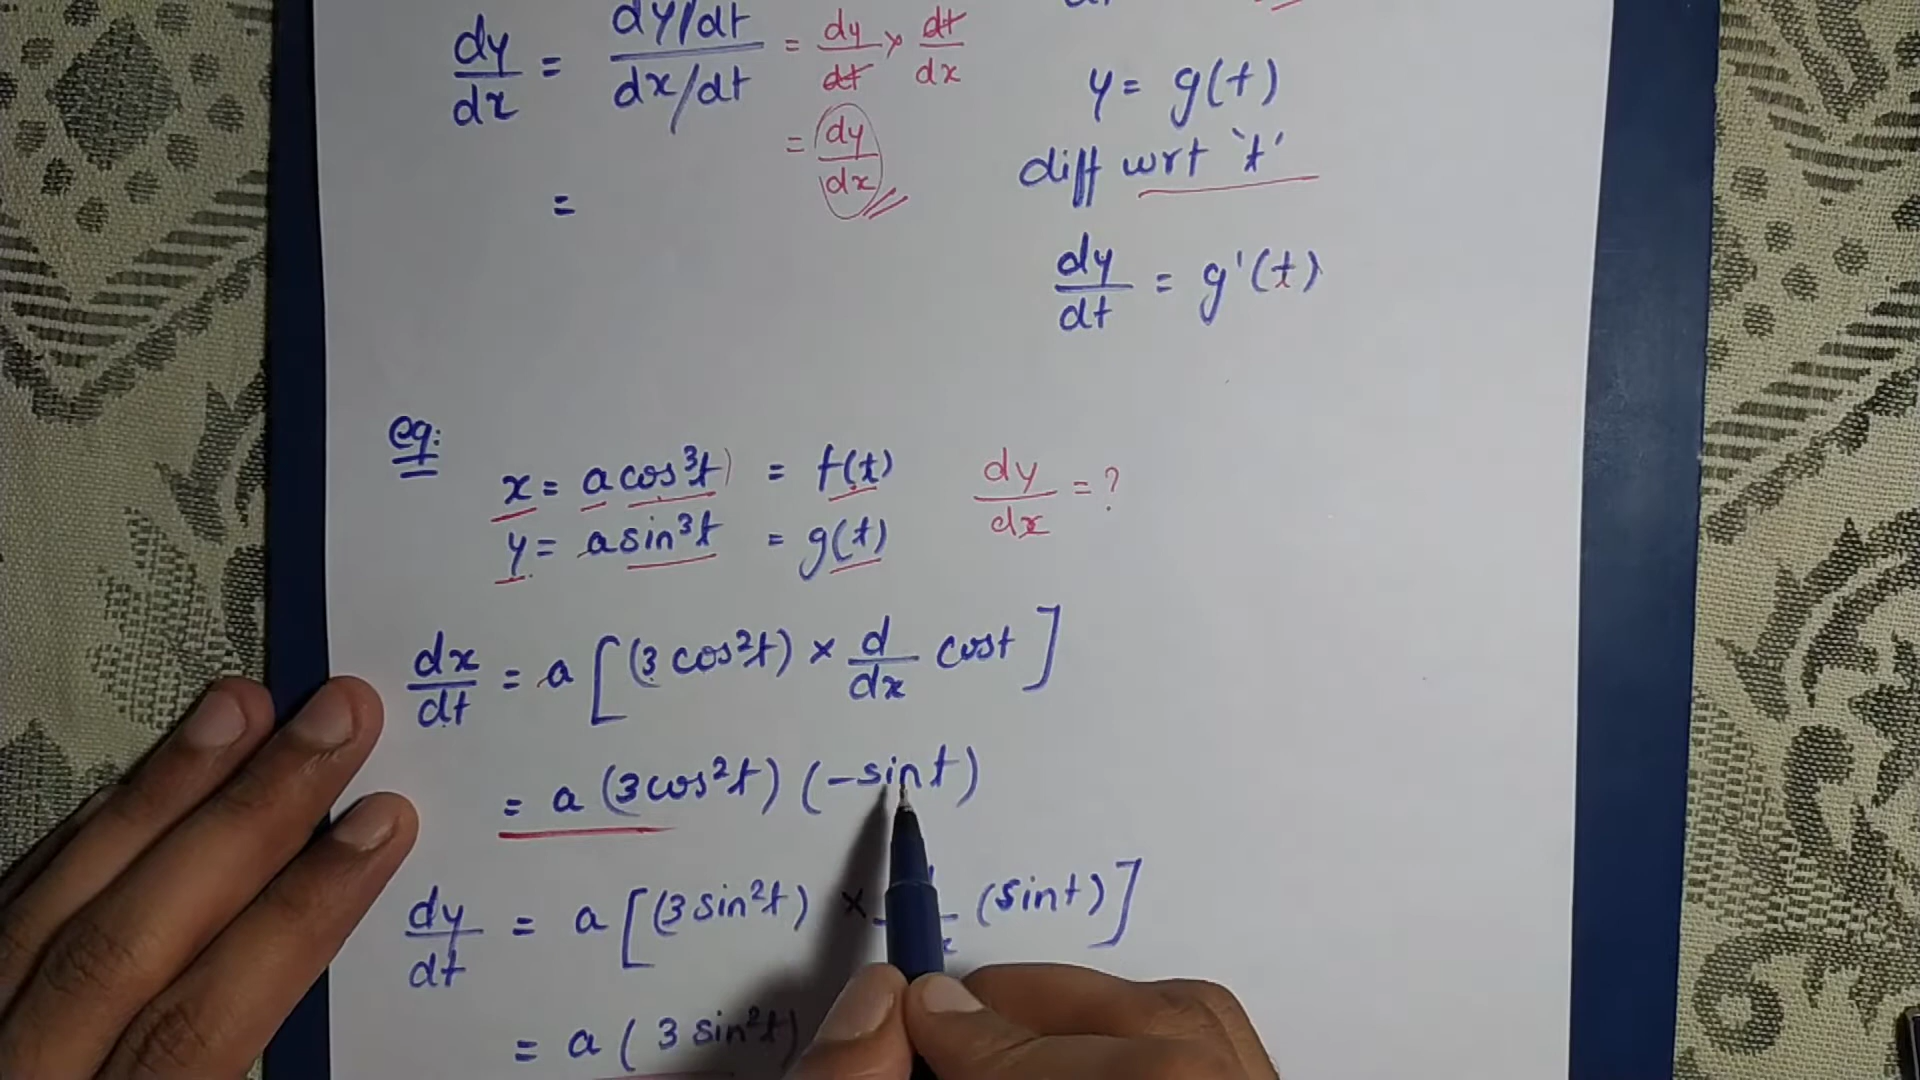 dy/dx = (dy/dt)/(dx/dt) = dy/dt × dt/dx
= dy/dx
=
y = g(t)
diff wrt 't'
dy/dt = g'(t)
eg:
x = a cos³t = f(t)
y = a sin³t = g(t)
dy/dx = ?
dx/dt = a [(3 cos²t) × d/dx cost]
= a (3cos²t) (-sint)
dy/dt = a [(3 sin²t) × (sint)]
= a (3 sin²t)